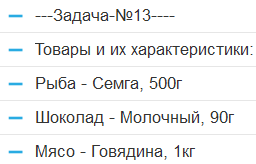 ---Задача-№13----
Товары и их характеристики:
Рыба - Семга, 500г
Шоколад - Молочный, 90г
Мясо - Говядина, 1кг